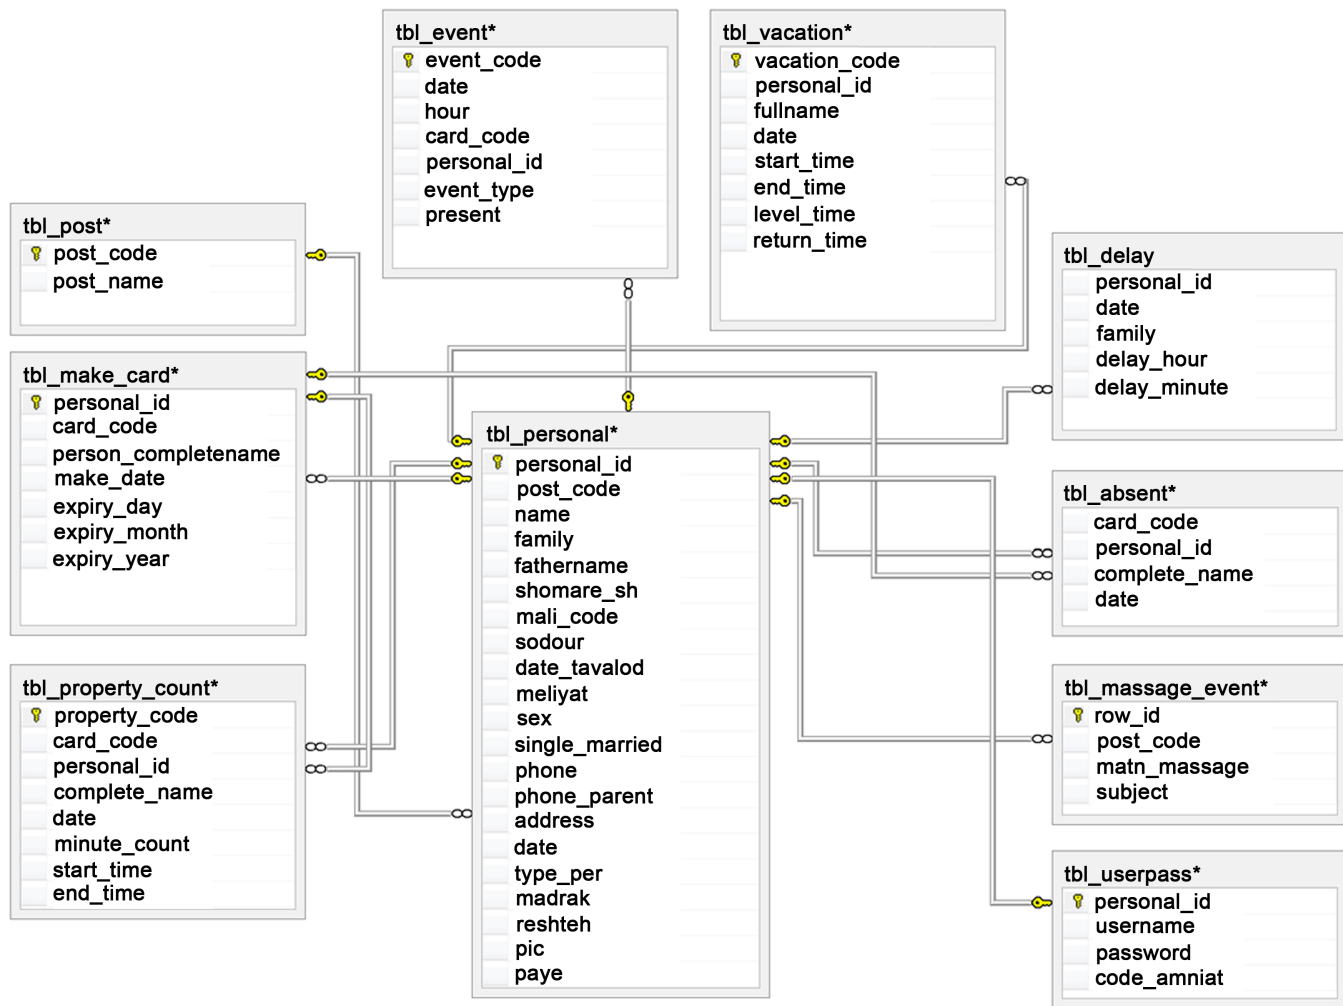 tbl_event*
event_code
date
hour
card_code
personal_id
event_type
present
tbl_vacation*
vacation_code
personal_id
fullname
date
start_time
end_time
level_time
return_time
tbl_post*
post_code
post_name
tbl_delay
personal_id
date
family
delay_hour
delay_minute
tbl_make_card*
personal_id
card_code
person_completename
make_date
expiry_day
expiry_month
expiry_year
tbl_personal*
personal_id
post_code
name
family
fathername
shomare_sh
mali_code
sodour
date_tavalod
meliyat
sex
single_married
phone
phone_parent
address
date
type_per
madrak
reshteh
pic
paye
tbl_absent*
card_code
personal_id
complete_name
date
tbl_property_count*
property_code
card_code
personal_id
complete_name
date
minute_count
start_time
end_time
tbl_massage_event*
row_id
post_code
matn_massage
subject
tbl_userpass*
personal_id
username
password
code_amniat